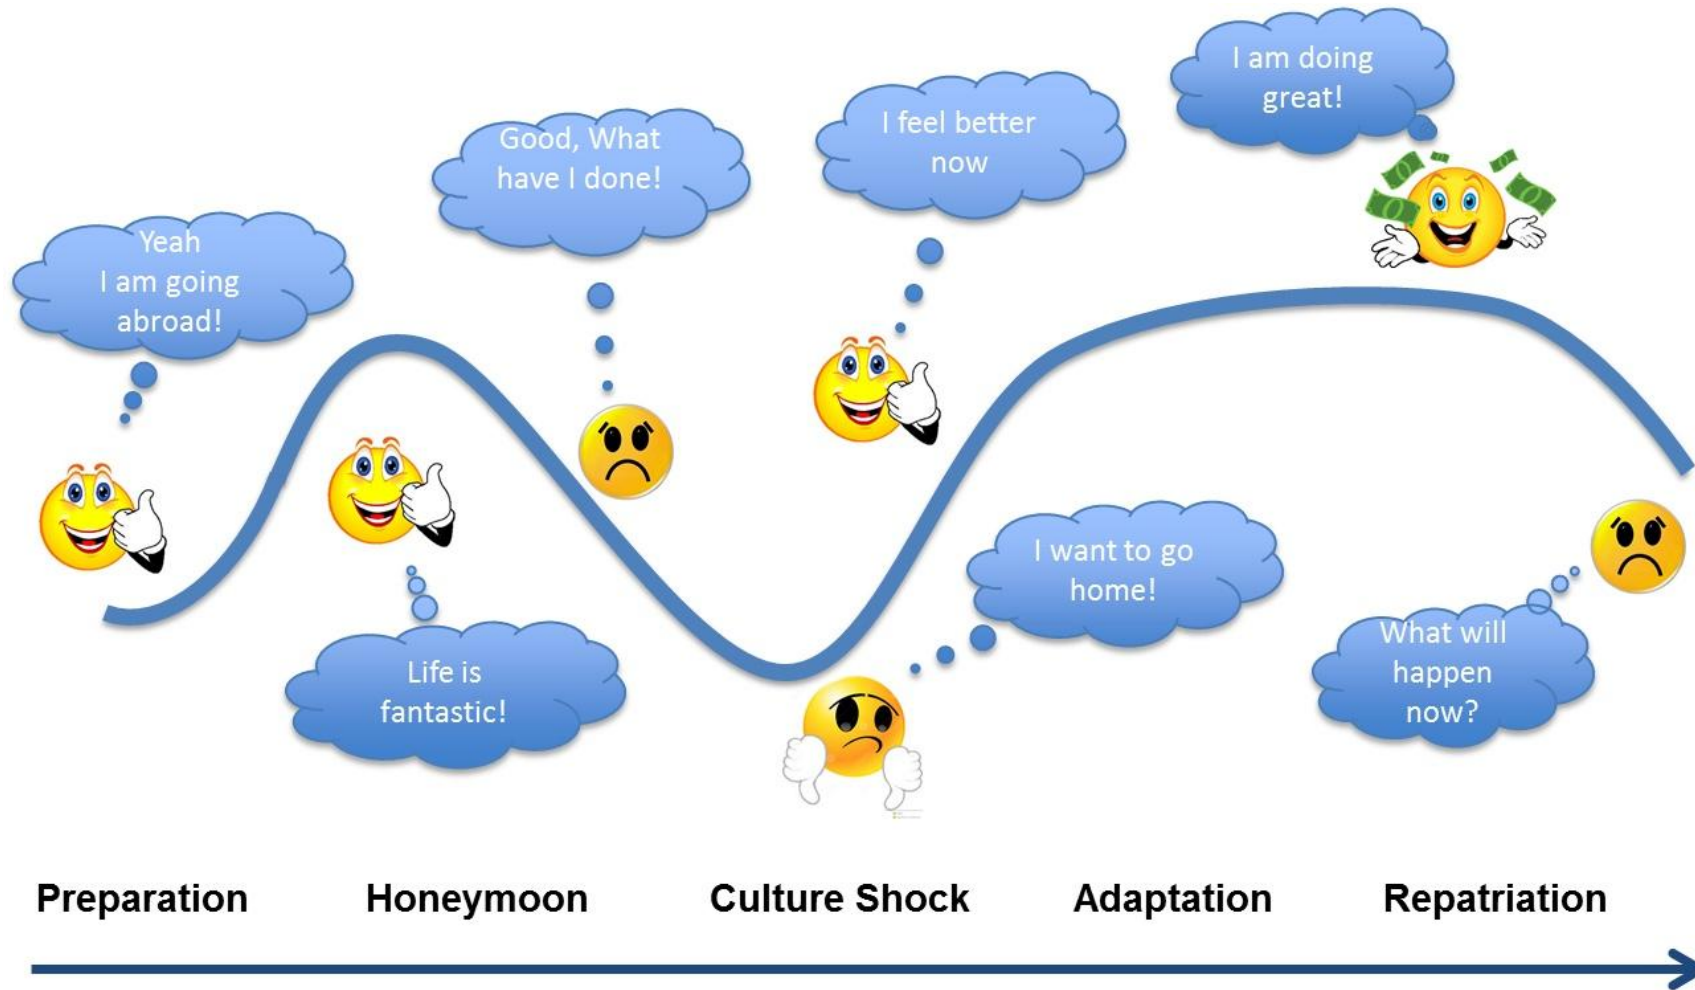 Yeah
I am going
abroad!
Life is
fantastic!
Good, What
have I done!
I feel better
now
I want to go
home!
I am doing
great!
What will
happen
now?
Preparation
Honeymoon
Culture Shock
Adaptation
Repatriation